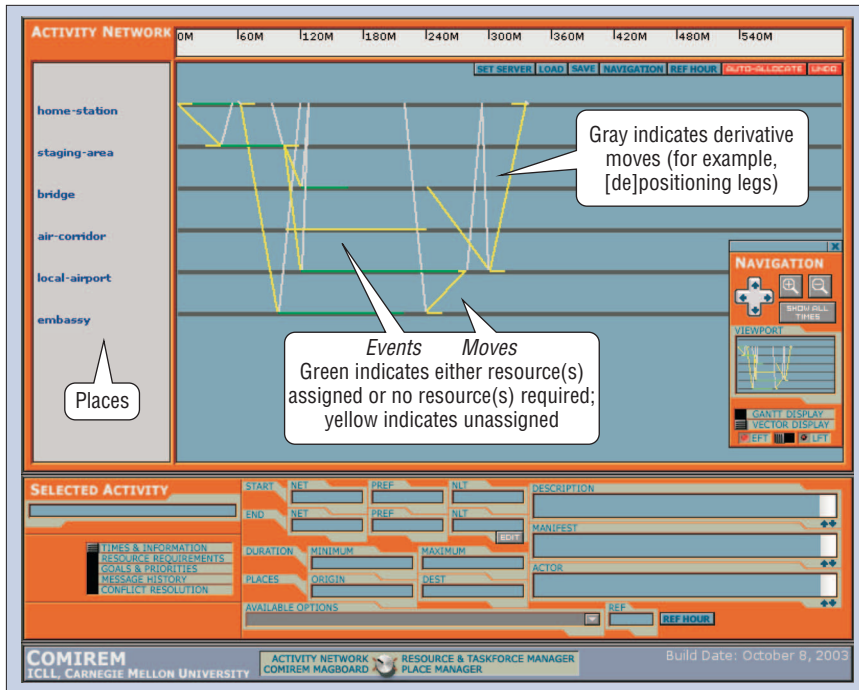 ACTIVITY NETWORK
0M 60M 120M 180M 240M 300M 360M 420M 480M 540M
SET SERVER LOAD SAVE NAVIGATION REF HOUR AUTO-ALLOCATE UNDO
home-station
staging-area
bridge
air-corridor
local-airport
embassy
Places
Gray indicates derivative
moves (for example,
[de]positioning legs)
Events Moves
Green indicates either resource(s)
assigned or no resource(s) required;
yellow indicates unassigned
X
NAVIGATION
SHOW ALL
TIMES
VIEWPORT
GANTT DISPLAY
VECTOR DISPLAY
EFT LFT
SELECTED ACTIVITY
TIMES & INFORMATION
RESOURCE REQUIREMENTS
GOALS & PRIORITIES
MESSAGE HISTORY
CONFLICT RESOLUTION
START NET PREF NLT
END NET PREF NLT
EDIT
DURATION MINIMUM MAXIMUM
PLACES ORIGIN DEST
AVAILABLE OPTIONS
DESCRIPTION
MANIFEST
ACTOR
REF REF HOUR
COMIREM
ICLL, CARNEGIE MELLON UNIVERSITY
ACTIVITY NETWORK RESOURCE & TASKFORCE MANAGER
COMIREM MAGBOARD PLACE MANAGER
Build Date: October 8, 2003